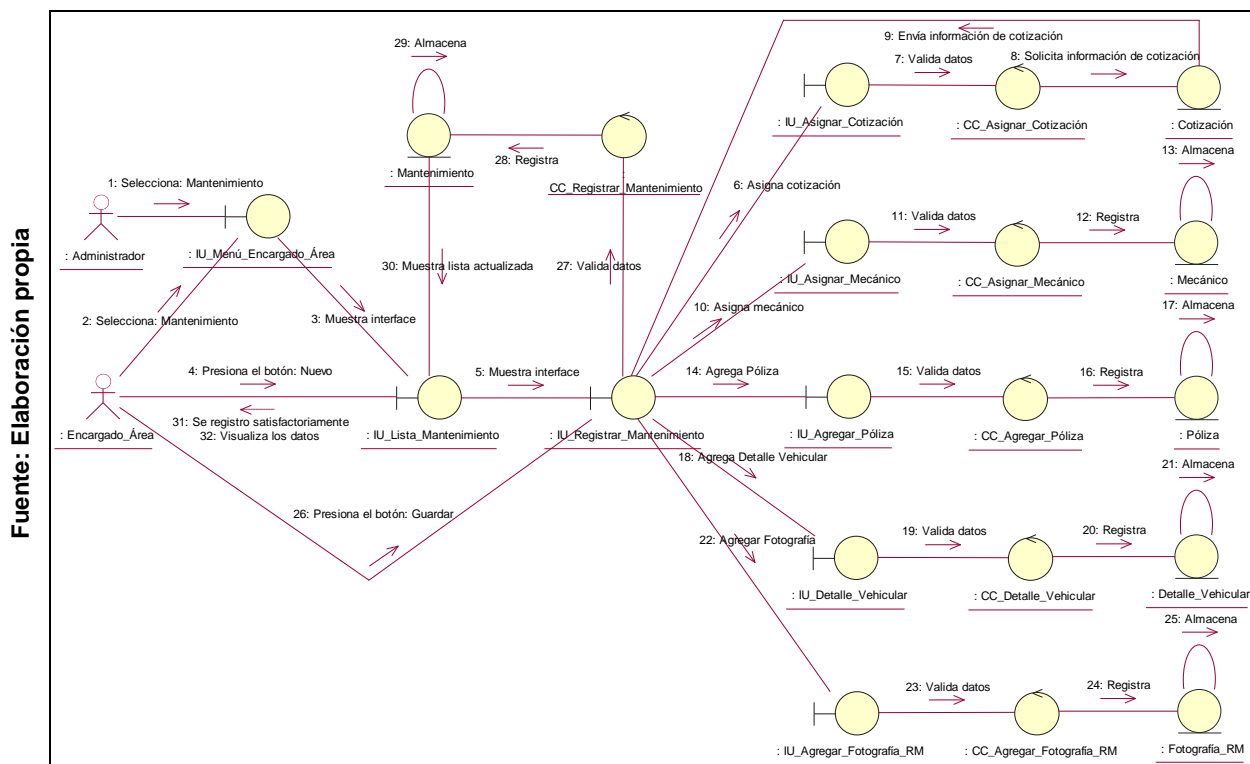 Fuente: Elaboración propia
9: Envía información de cotización
29: Almacena
7: Valida datos
8: Solicita información de cotización
: IU_Asignar_Cotización
: CC_Asignar_Cotización
: Cotización
28: Registra
: Mantenimiento
:
CC_Registrar_Mantenimiento
13: Almacena
1: Selecciona: Mantenimiento
6: Asigna cotización
11: Valida datos
12: Registra
: Administrador
: IU_Menú_Encargado_Área
30: Muestra lista actualizada
27: Valida datos
: IU_Asignar_Mecánico
: CC_Asignar_Mecánico
: Mecánico
2: Selecciona: Mantenimiento
3: Muestra interface
10: Asigna mecánico
17: Almacena
4: Presiona el botón: Nuevo
5: Muestra interface
14: Agrega Póliza
15: Valida datos
16: Registra
31: Se registro satisfactoriamente
32: Visualiza los datos
: Encargado_Área
: IU_Lista_Mantenimiento
: IU_Registrar_Mantenimiento
: IU_Agregar_Póliza
: CC_Agregar_Póliza
: Póliza
18: Agrega Detalle Vehicular
21: Almacena
26: Presiona el botón: Guardar
19: Valida datos
20: Registra
22: Agregar Fotografía
: IU_Detalle_Vehicular
: CC_Detalle_Vehicular
: Detalle_Vehicular
25: Almacena
23: Valida datos
24: Registra
: IU_Agregar_Fotografía_RM
: CC_Agregar_Fotografía_RM
: Fotografía_RM